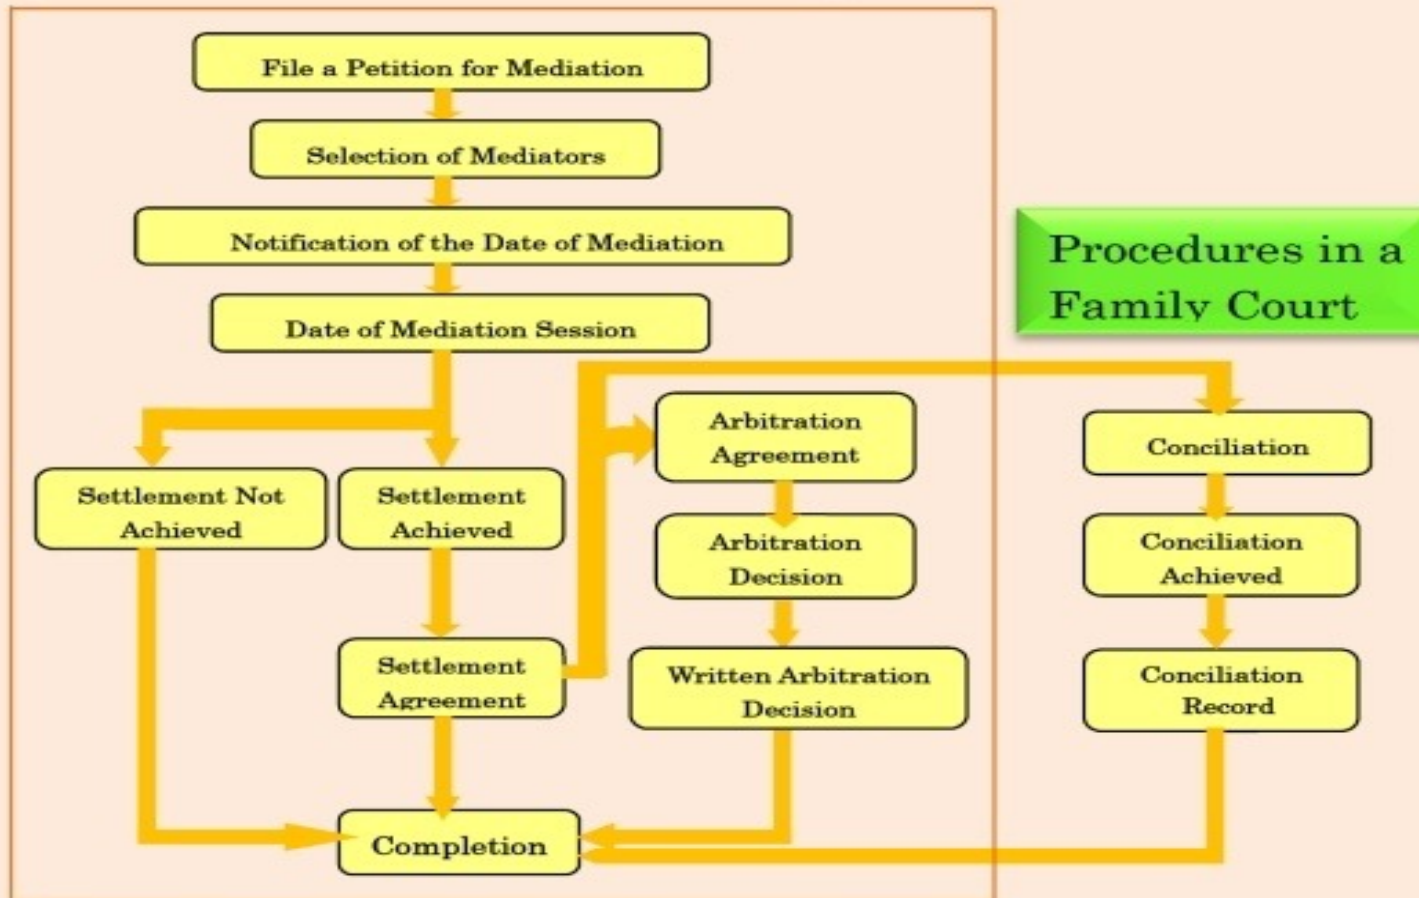 File a Petition for Mediation
Selection of Mediators
Notification of the Date of Mediation
Date of Mediation Session
Procedures in a
Family Court
Settlement Not
Achieved
Settlement
Achieved
Settlement
Agreement
Arbitration
Agreement
Arbitration
Decision
Written Arbitration
Decision
Conciliation
Conciliation
Achieved
Conciliation
Record
Completion